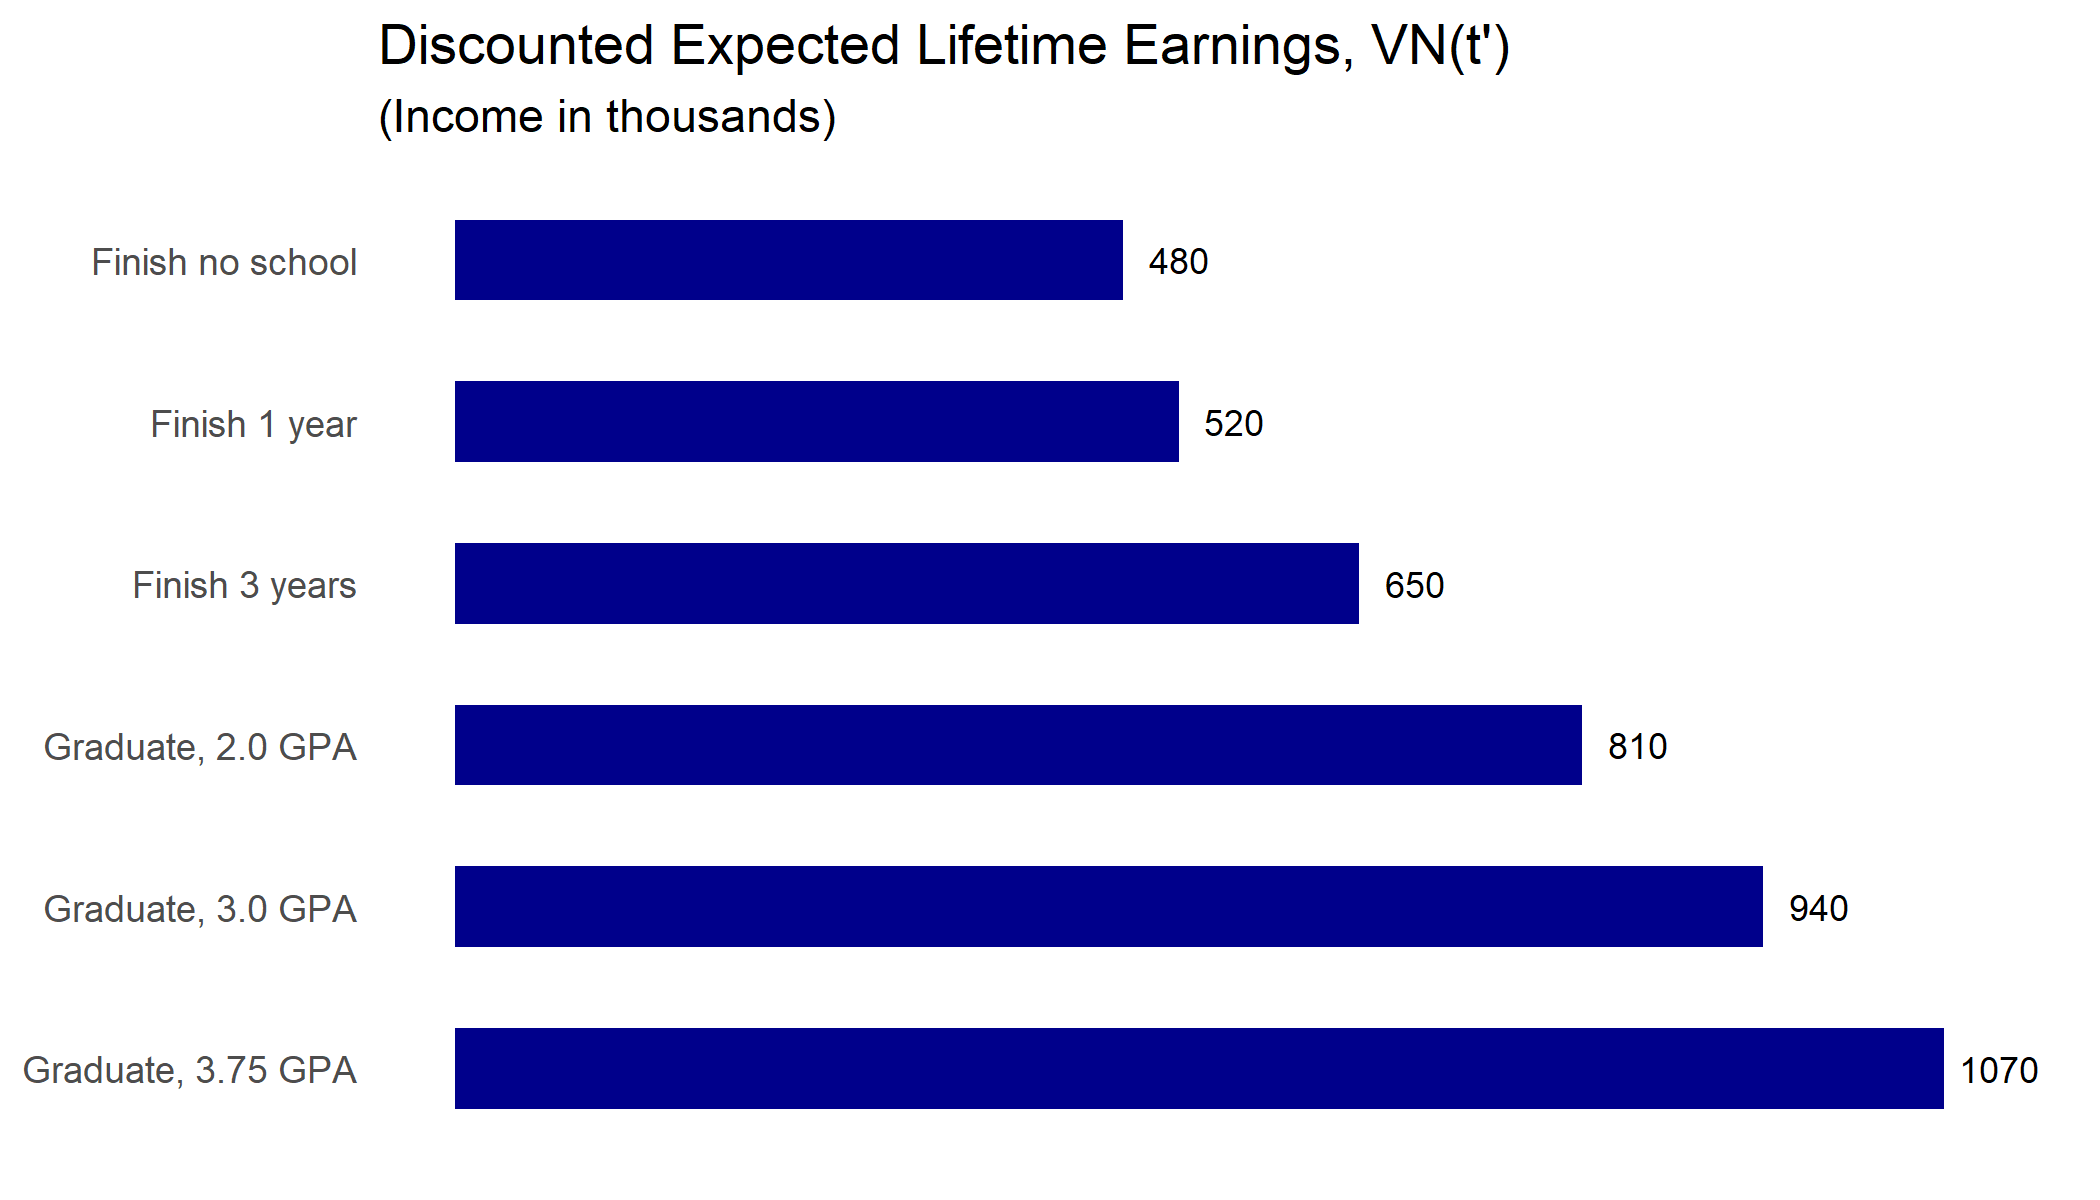 Discounted Expected Lifetime Earnings, VN(t')
(Income in thousands)
Finish no school 480
Finish 1 year 520
Finish 3 years 650
Graduate, 2.0 GPA 810
Graduate, 3.0 GPA 940
Graduate, 3.75 GPA 1070